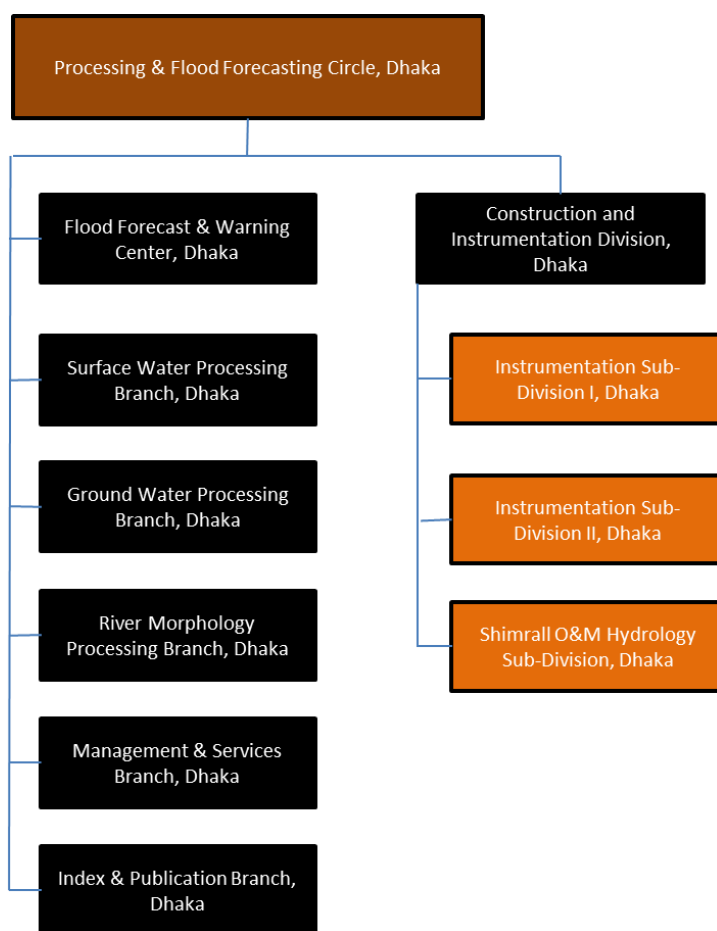 Processing & Flood Forecasting Circle, Dhaka
Flood Forecast & Warning
Center, Dhaka
Surface Water Processing
Branch, Dhaka
Ground Water Processing
Branch, Dhaka
River Morphology
Processing Branch, Dhaka
Management & Services
Branch, Dhaka
Index & Publication Branch,
Dhaka
Construction and
Instrumentation Division,
Dhaka
Instrumentation Sub-
Division I, Dhaka
Instrumentation Sub-
Division II, Dhaka
Shimrall O&M Hydrology
Sub-Division, Dhaka